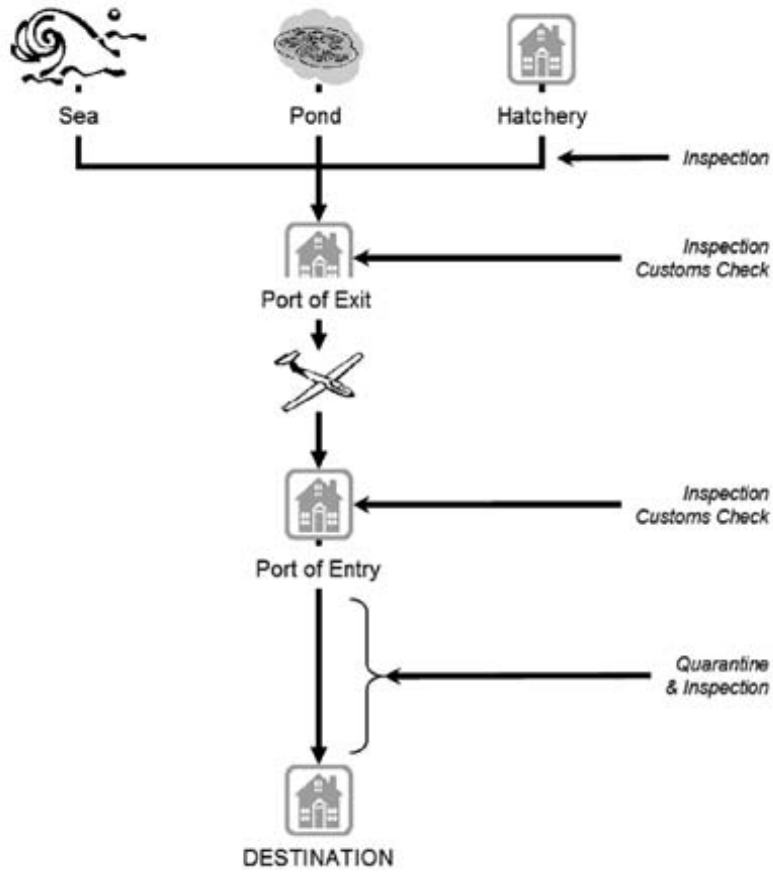 Sea
Pond
Hatchery
Inspection
Inspection
Customs Check
Port of Exit
Inspection
Customs Check
Port of Entry
Quarantine
& Inspection
DESTINATION